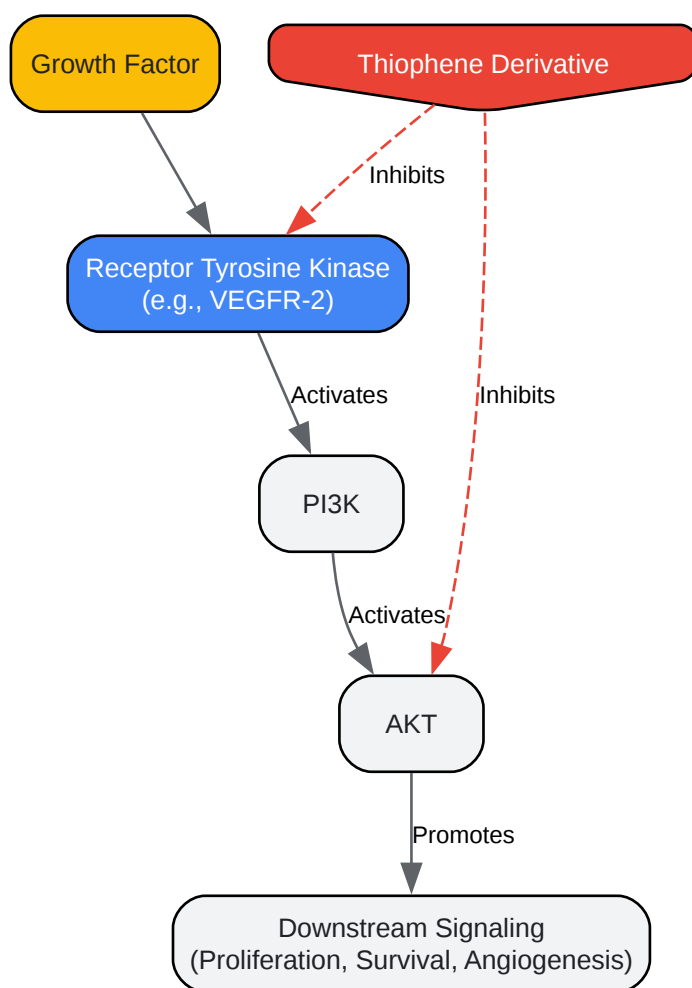 Growth Factor
Thiophene Derivative
Inhibits
Receptor Tyrosine Kinase
(e.g., VEGFR-2)
Activates
Inhibits
PI3K
Activates
AKT
Promotes
Downstream Signaling
(Proliferation, Survival, Angiogenesis)